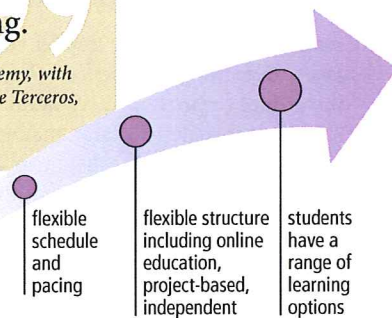 ng.
emy, with
e Terceros,
flexible
schedule
and
pacing
flexible structure
including online
education,
project-based,
independent
students
have a
range of
learning
options